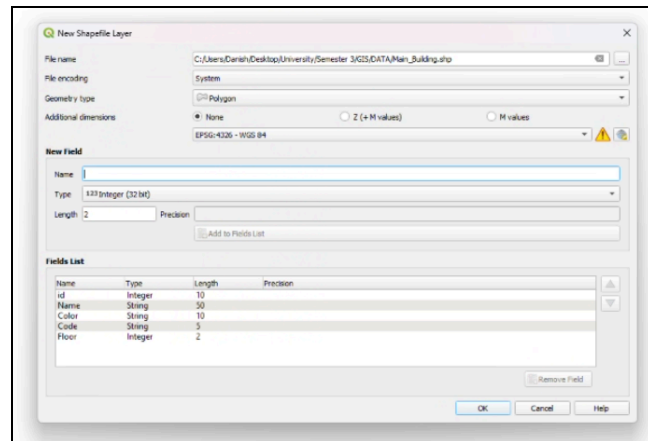 New Shapefile Layer
File name C:/Users/Danish/Desktop/University/Semester 3/GIS/DATA/Main_Building.shp ...
File encoding System
Geometry type Polygon
Additional dimensions None Z (+ M values) M values
EPSG:4326 - WGS 84
New Field
Name
Type 123 Integer (32 bit)
Length 2 Precision
Add to Fields List
Fields List
Name Type Length Precision
id Integer 10
Name String 50
Color String 10
Code String 5
Floor Integer 2
Remove Field
OK Cancel Help